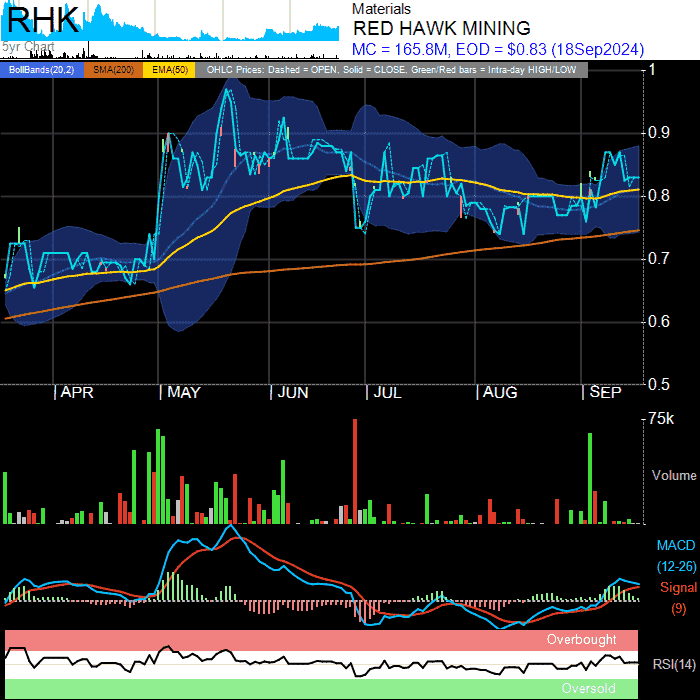 RHK
5yr Chart
Materials
RED HAWK MINING
MC = 165.8M, EOD = $0.83 (18Sep2024)
BollBands(20,2) SMA(200) EMA(50) OHLC Prices: Dashed = OPEN, Solid = CLOSE, Green/Red bars = Intra-day HIGH/LOW
1
0.9
0.8
0.7
0.6
0.5
APR MAY JUN JUL AUG SEP
75k
Volume
MACD
(12-26)
Signal
(9)
Overbought
RSI(14)
Oversold